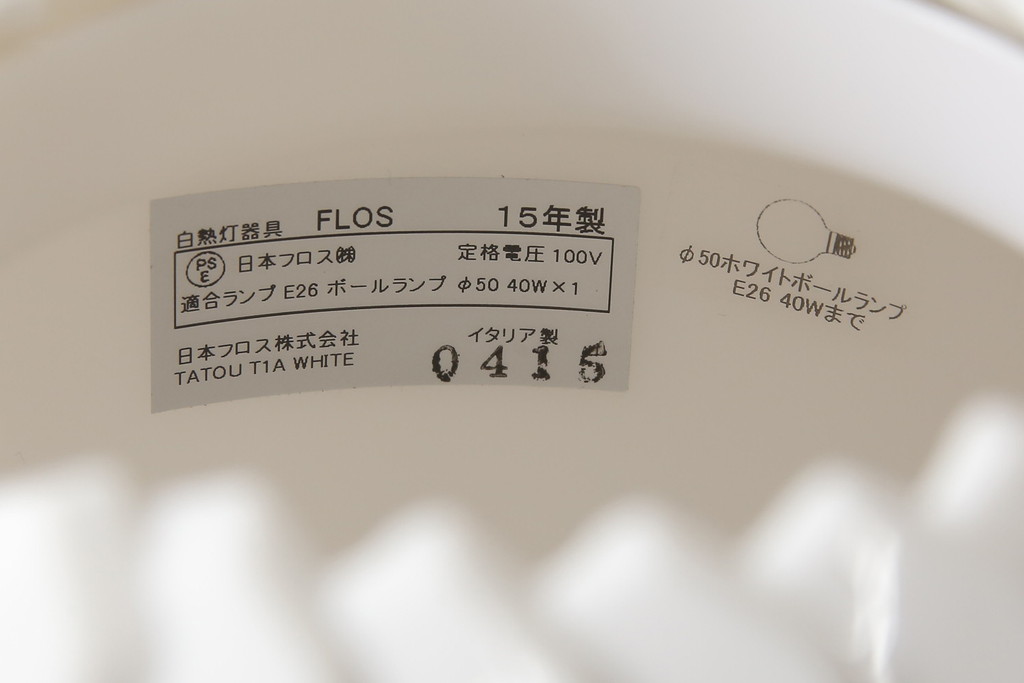 白熱灯器具 FLOS 15年製
PS
E
日本フロス㈱ 定格電圧 100V
適合ランプ E26 ボールランプ φ50 40W×1
日本フロス株式会社 イタリア製
TATOU T1A WHITE 0415
φ50ホワイトボールランプ
E26 40Wまで